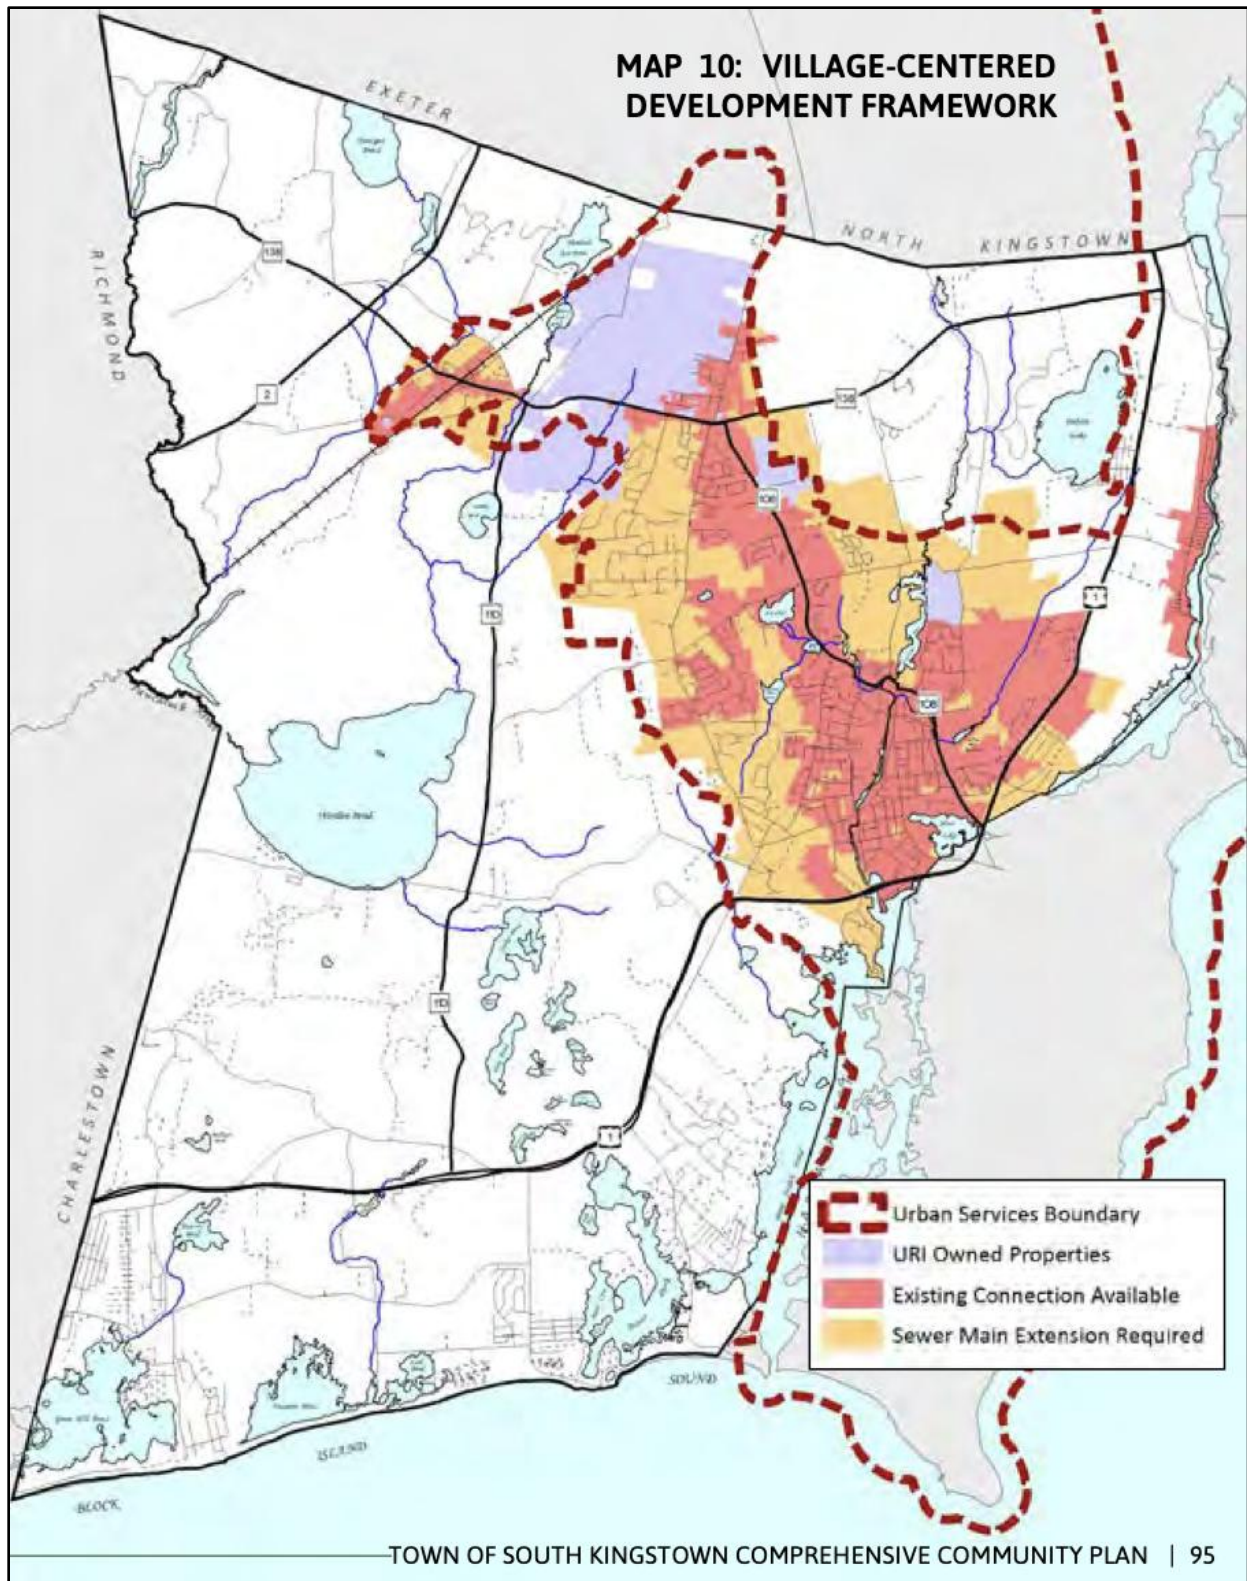 MAP 10: VILLAGE-CENTERED
DEVELOPMENT FRAMEWORK
EXETER
NORTH KINGSTOWN
RICHMOND
138
2
138
108
110
1
108
110
1
CHARLESTOWN
Urban Services Boundary
URI Owned Properties
Existing Connection Available
Sewer Main Extension Required
SOUND
ISLAND
BLOCK
TOWN OF SOUTH KINGSTOWN COMPREHENSIVE COMMUNITY PLAN | 95